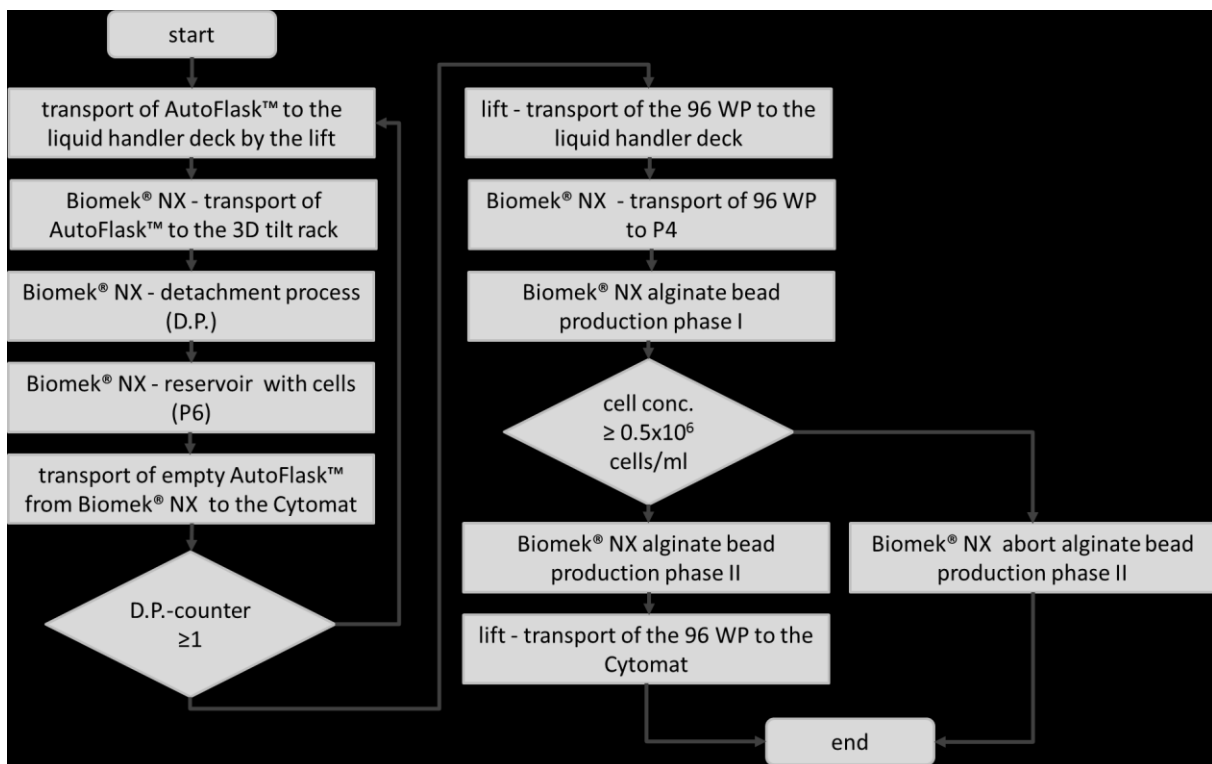 start
transport of AutoFlask™ to the
liquid handler deck by the lift
Biomek® NX - transport of
AutoFlask™ to the 3D tilt rack
Biomek® NX - detachment process
(D.P.)
Biomek® NX - reservoir with cells
(P6)
transport of empty AutoFlask™
from Biomek® NX to the Cytomat
D.P.-counter
≥1
lift - transport of the 96 WP to the
liquid handler deck
Biomek® NX - transport of 96 WP
to P4
Biomek® NX alginate bead
production phase I
cell conc.
≥ 0.5x10⁶
cells/ml
Biomek® NX alginate bead
production phase II
Biomek® NX abort alginate bead
production phase II
lift - transport of the 96 WP to the
Cytomat
end